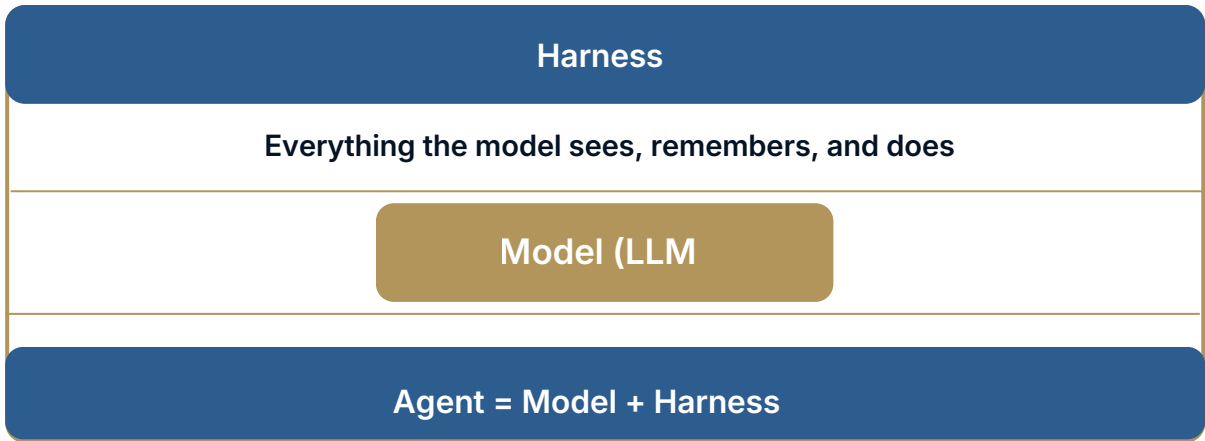 Harness
Everything the model sees, remembers, and does
Model (LLM
Agent = Model + Harness